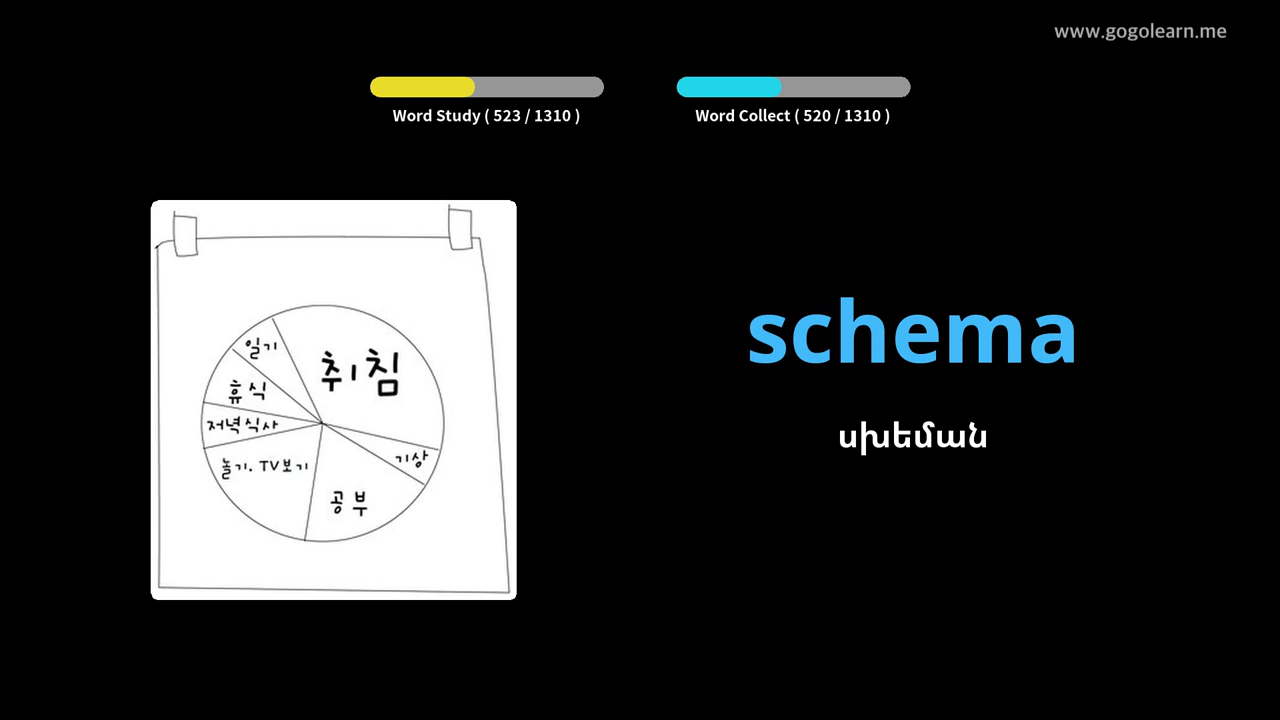 www.gogolearn.me
Word Study ( 523 / 1310 )
Word Collect ( 520 / 1310 )
일기
취침
휴식
저녁식사
놀기. TV보기
기상
공부
schema
սխեման